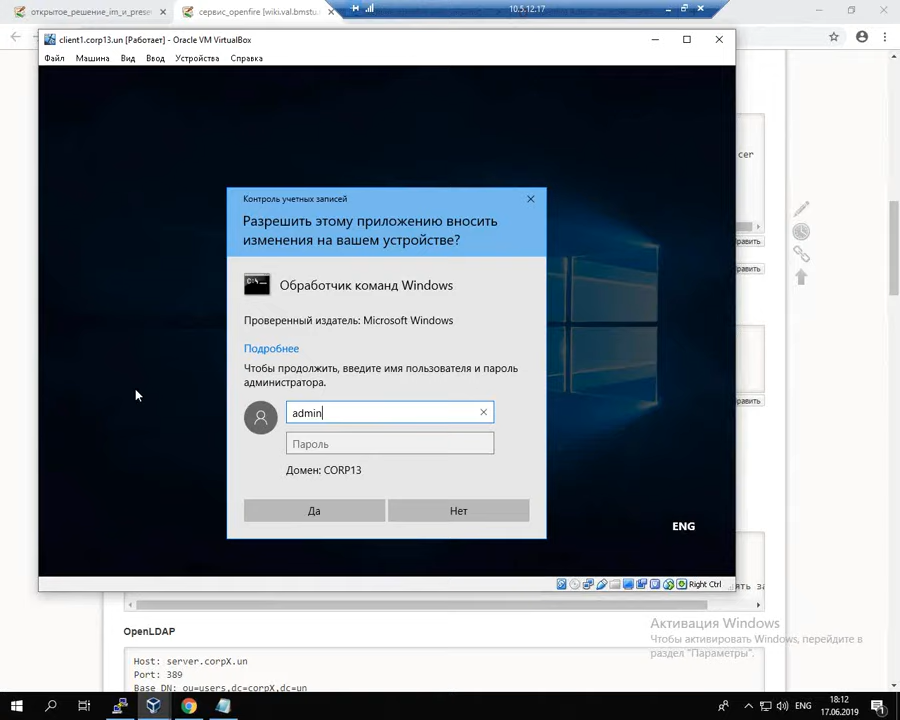 открытое_решение_im_и_presen
сервис_openfire [wiki.val.bmstu.
10.5.12.17
client1.corp13.un [Работает] - Oracle VM VirtualBox
Файл Машина Вид Ввод Устройства Справка
Контроль учетных записей
Разрешить этому приложению вносить
изменения на вашем устройстве?
Обработчик команд Windows
Проверенный издатель: Microsoft Windows
Подробнее
Чтобы продолжить, введите имя пользователя и пароль
администратора.
admin
Пароль
Домен: CORP13
Да Нет
ENG
Right Ctrl
cer
OpenLDAP
Host: server.corpX.un
Port: 389
Base DN: ou=users,dc=corpX,dc=un
Активация Windows
Чтобы активировать Windows, перейдите в
раздел "Параметры".
ENG
18:12
17.06.2019